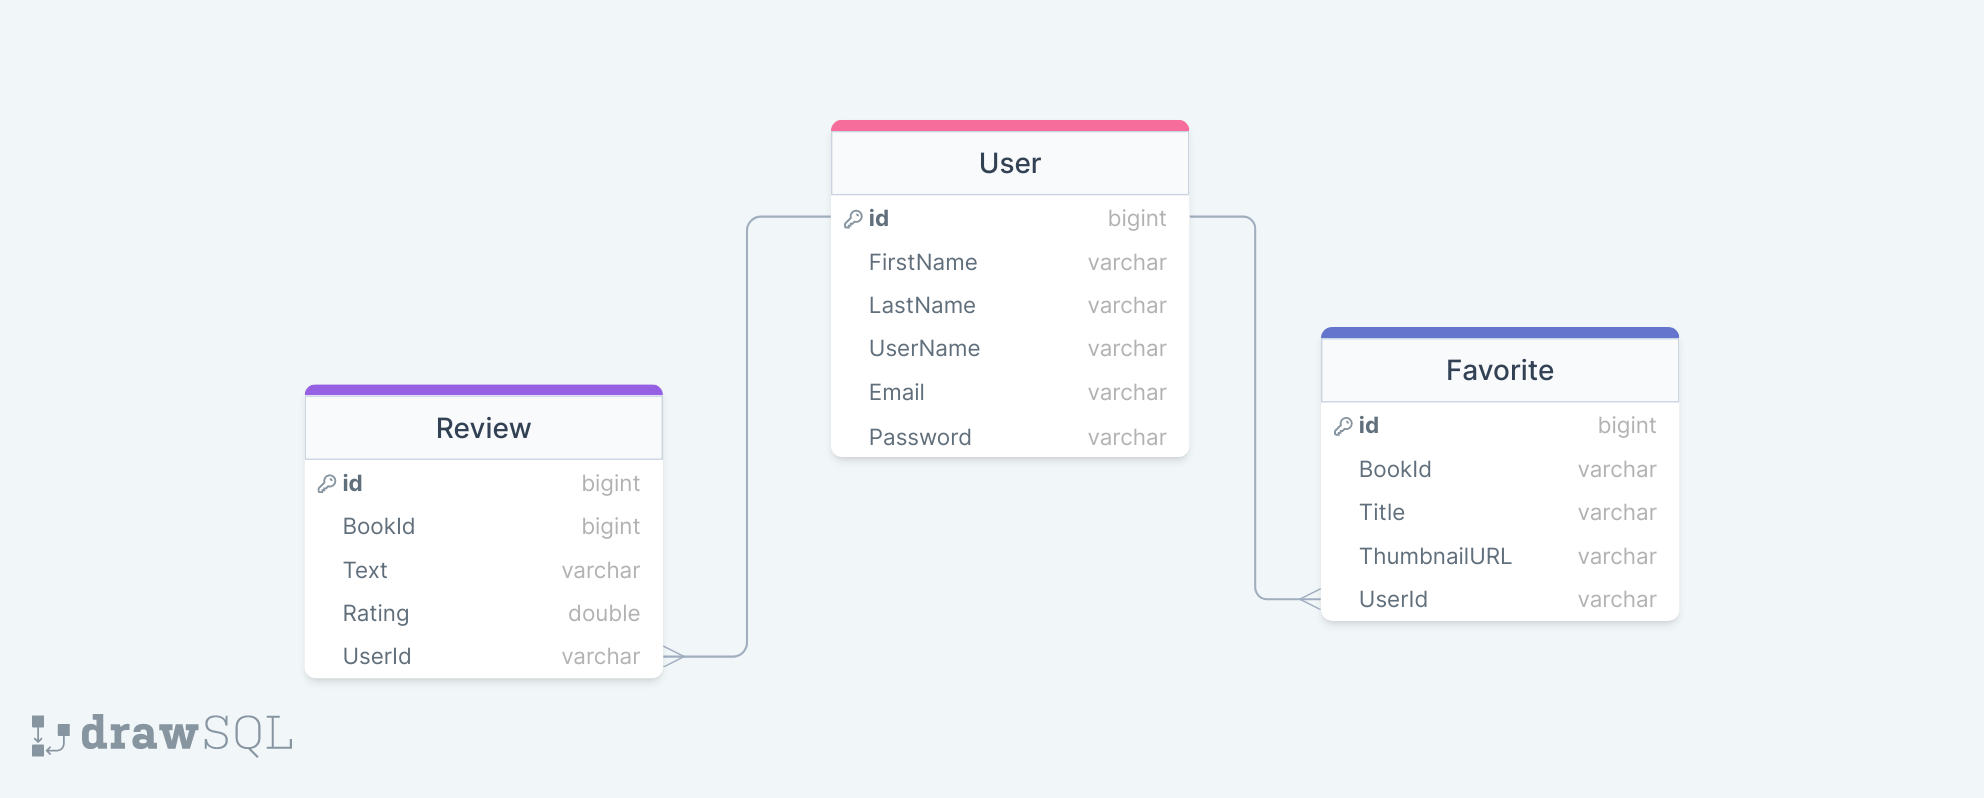 User
id bigint
FirstName varchar
LastName varchar
UserName varchar
Email varchar
Password varchar
Review
id bigint
BookId bigint
Text varchar
Rating double
UserId varchar
Favorite
id bigint
BookId varchar
Title varchar
ThumbnailURL varchar
UserId varchar
drawSQL